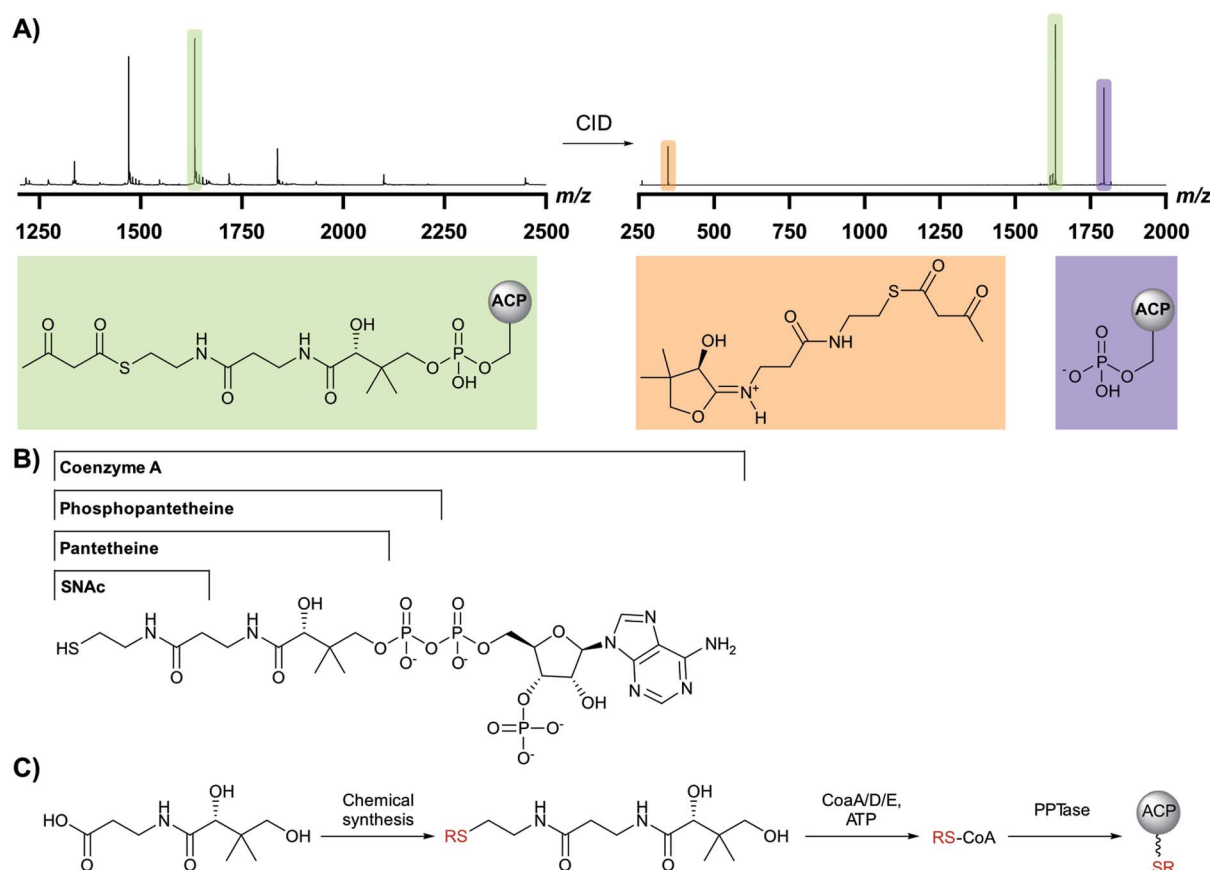 A)
CID
m/z
1250 1500 1750 2000 2250 2500
m/z
250 500 750 1000 1250 1500 1750 2000
O O S H N O H N O OH O P O OH O ACP
OH O N+ H O NH S O O
O -O P OH O ACP
B)
Coenzyme A
Phosphopantetheine
Pantetheine
SNAc
HS H N O H N O OH O O P O- O O P O- O O N N N N NH2
O OH
O=P-O-
O-
C)
HO O H N O OH OH
Chemical
synthesis
RS H N O H N O OH OH
CoaA/D/E,
ATP
RS-CoA
PPTase
ACP
SR